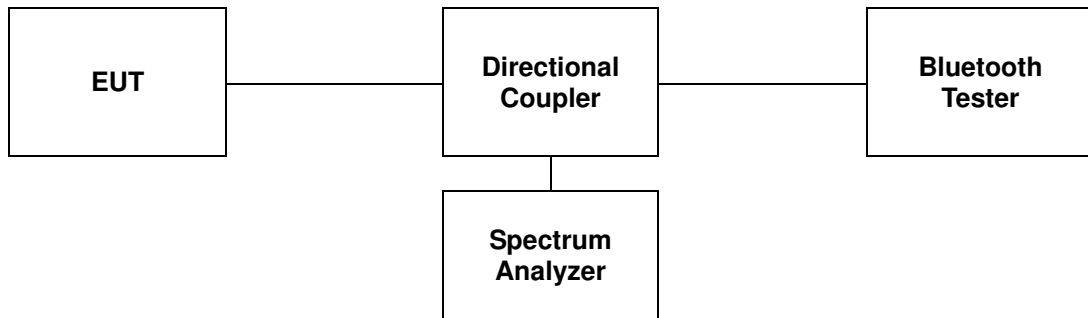 EUT
Directional
Coupler
Bluetooth
Tester
Spectrum
Analyzer